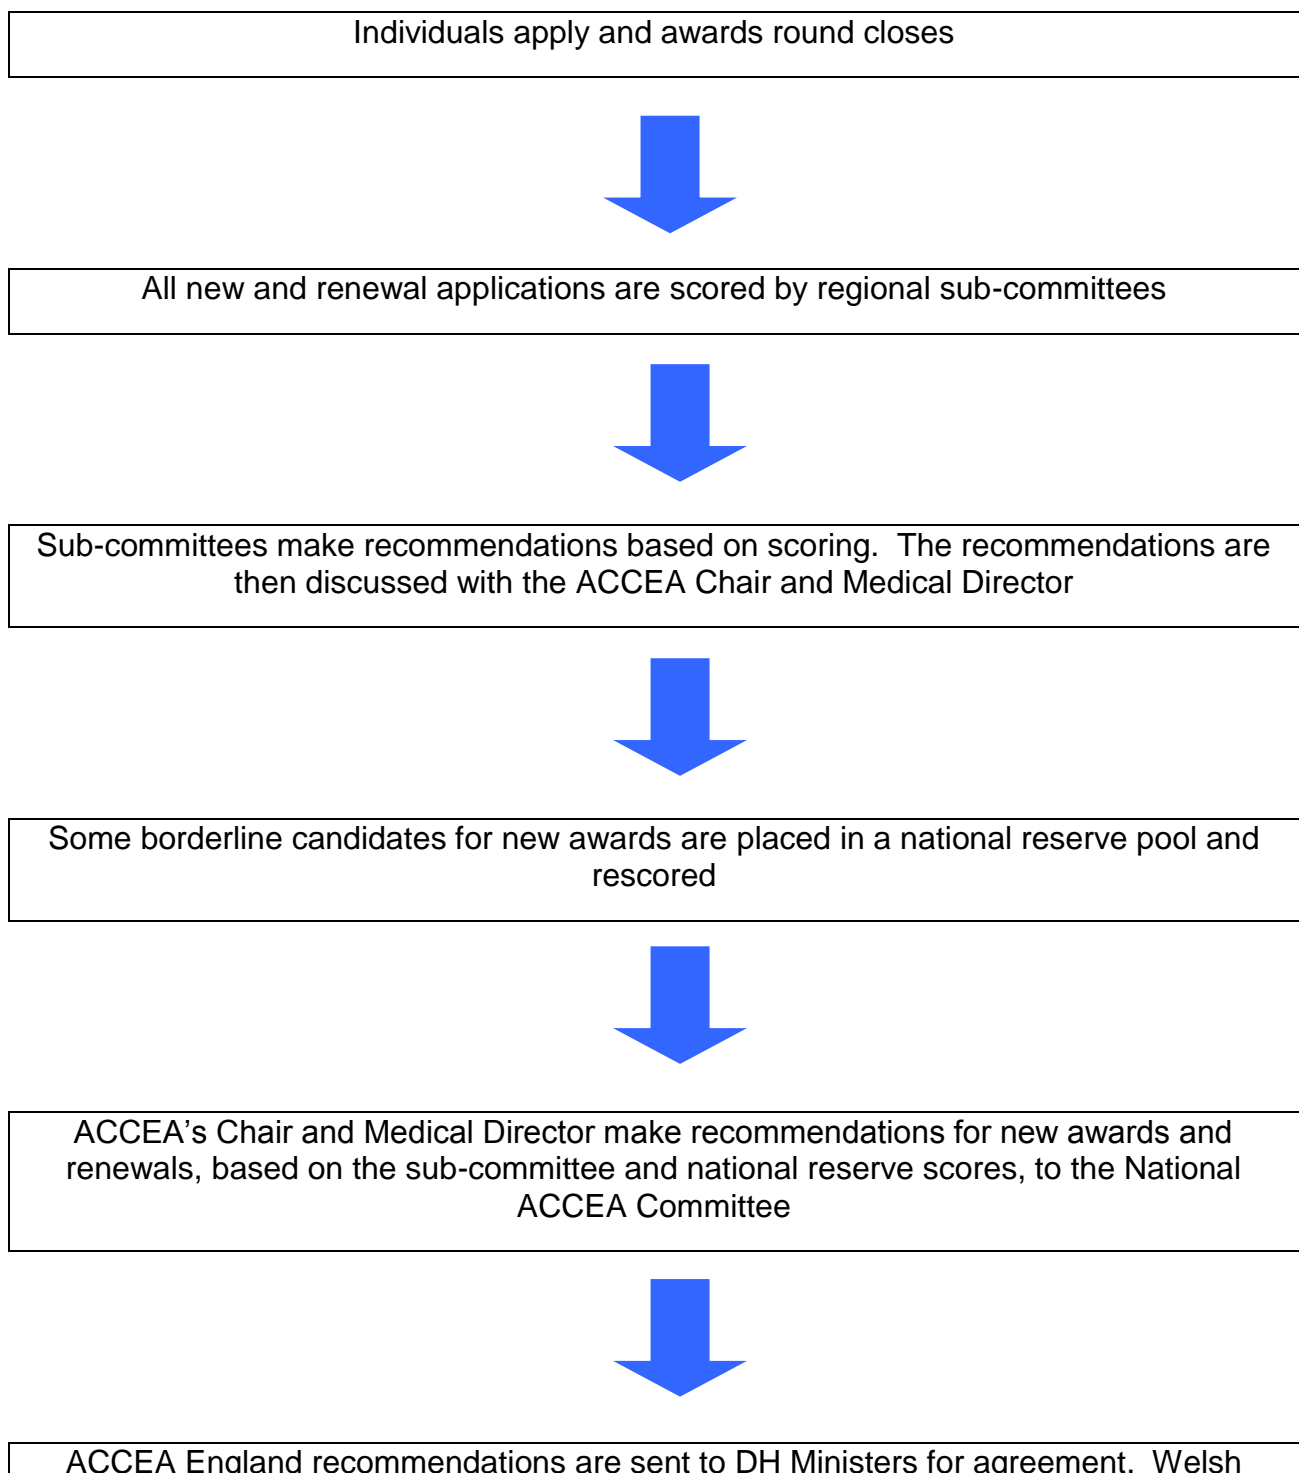 Individuals apply and awards round closes
All new and renewal applications are scored by regional sub-committees
Sub-committees make recommendations based on scoring.  The recommendations are
then discussed with the ACCEA Chair and Medical Director
Some borderline candidates for new awards are placed in a national reserve pool and
rescored
ACCEA’s Chair and Medical Director make recommendations for new awards and
renewals, based on the sub-committee and national reserve scores, to the National
ACCEA Committee
ACCEA England recommendations are sent to DH Ministers for agreement.  Welsh